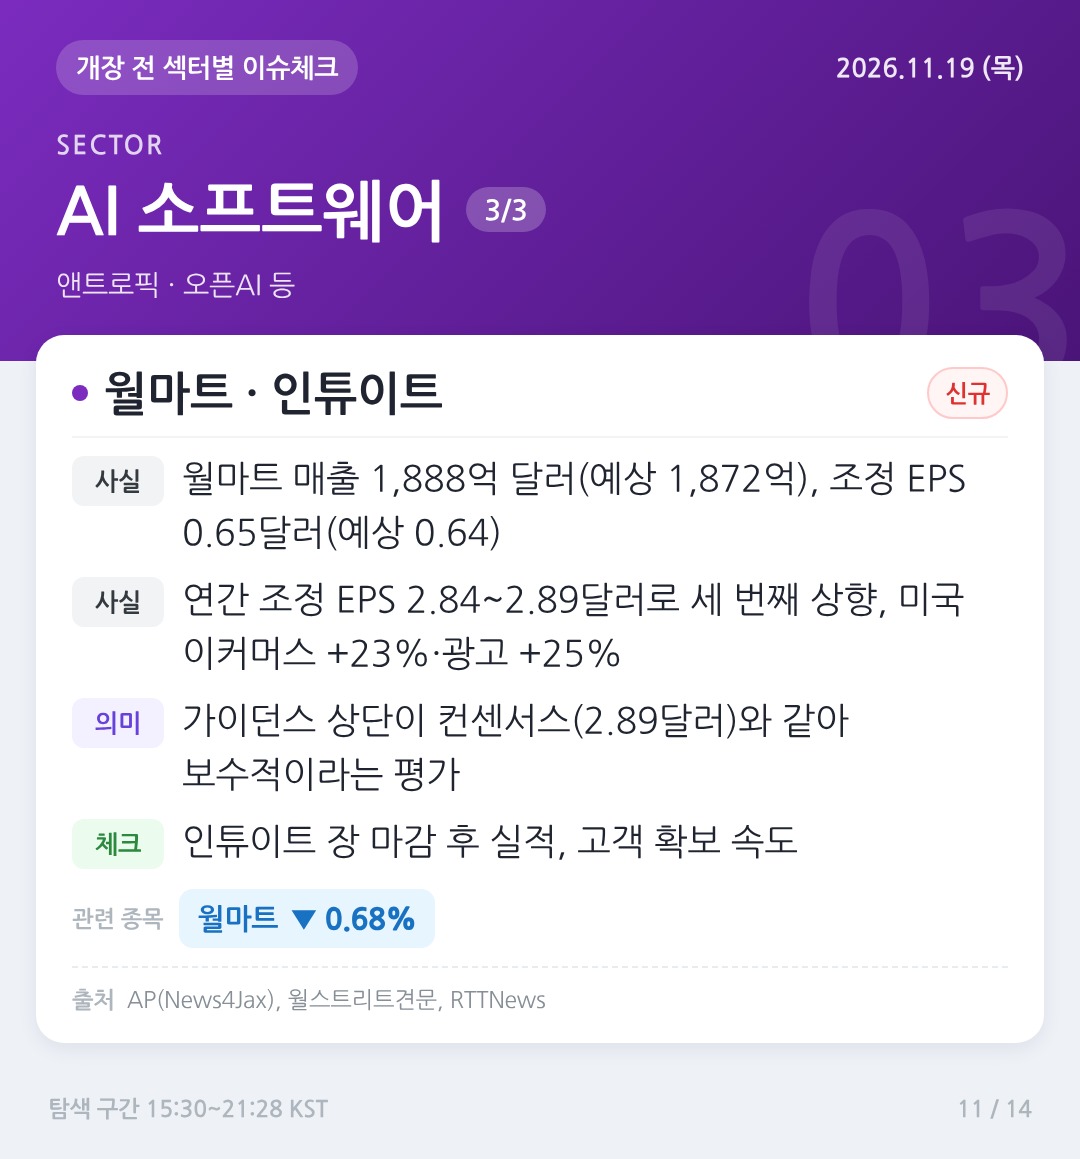 개장 전 섹터별 이슈체크
2026.11.19 (목)
SECTOR
AI 소프트웨어 3/3
앤트로픽 · 오픈AI 등
03
월마트 · 인튜이트 신규
사실 월마트 매출 1,888억 달러(예상 1,872억), 조정 EPS
0.65달러(예상 0.64)
사실 연간 조정 EPS 2.84~2.89달러로 세 번째 상향, 미국
이커머스 +23%·광고 +25%
의미 가이던스 상단이 컨센서스(2.89달러)와 같아
보수적이라는 평가
체크 인튜이트 장 마감 후 실적, 고객 확보 속도
관련 종목 월마트 ▼ 0.68%
출처 AP(News4Jax), 월스트리트견문, RTTNews
탐색 구간 15:30~21:28 KST
11 / 14